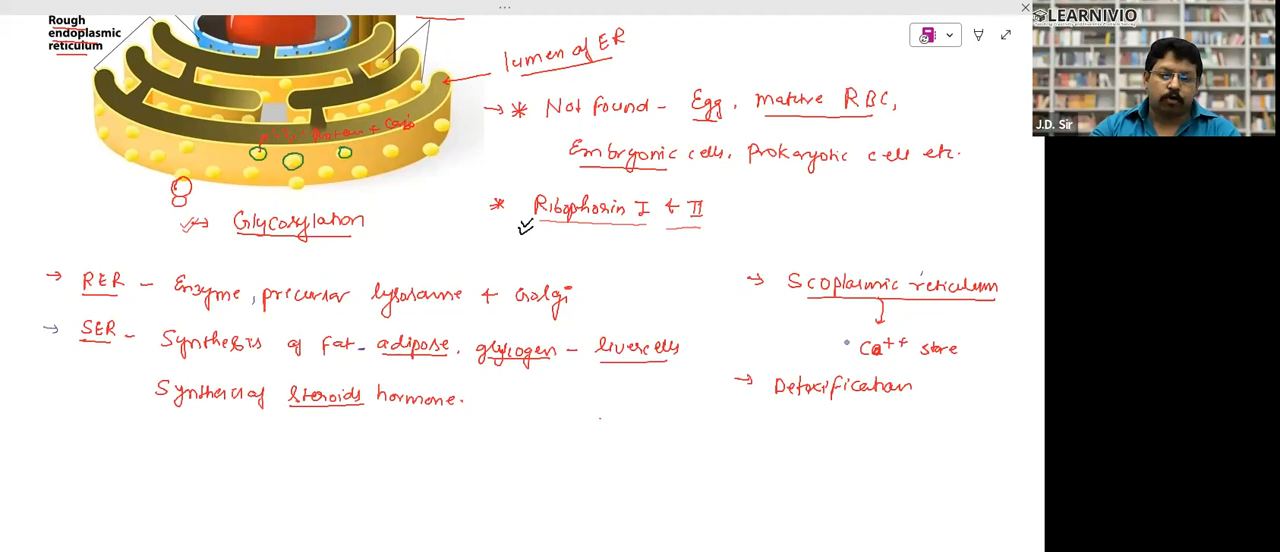 Rough
endoplasmic
reticulum
LEARNIVIO
J.D. Sir
lumen of ER
→ * Not found - Egg, mature RBC,
Embryonic cells, Prokaryotic cell etc.
* Ribophorin I & II
Glycosylation
→ RER - Enzyme, precursor lysosome + Golgi
→ SER - Synthesis of fat - adipose, glycogen - liver cells
Synthesis of steroids hormone.
→ Scoplasmic reticulum
Ca++ store
→ Detoxification